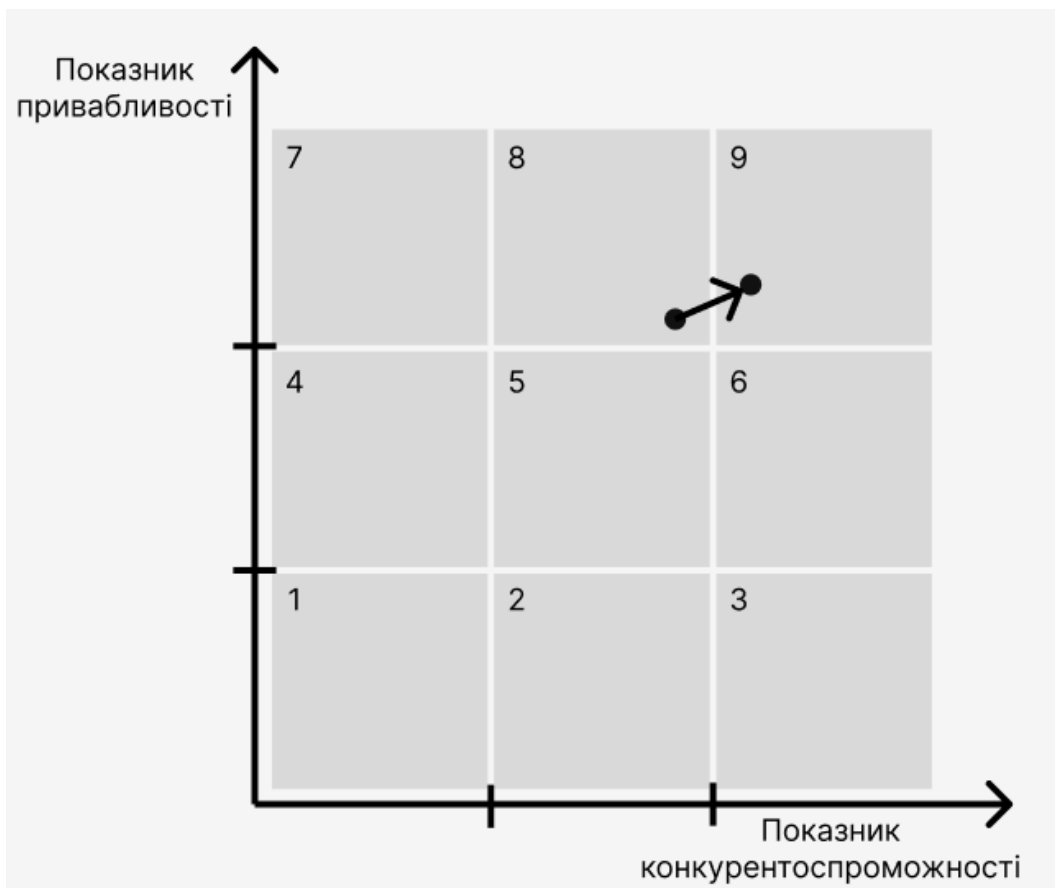 Показник
привабливості
7 8 9
4 5 6
1 2 3
Показник
конкурентоспроможності